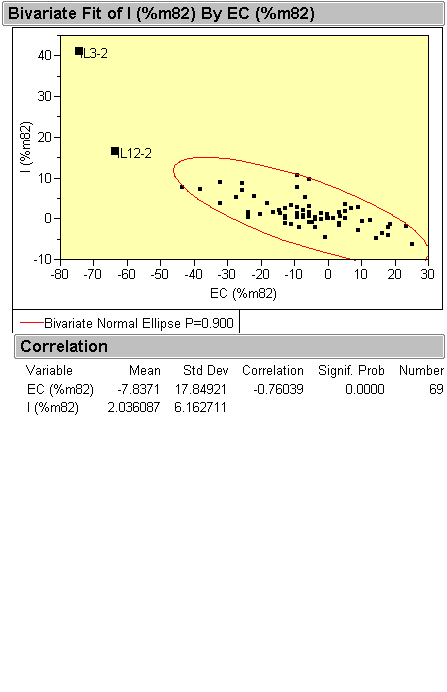 Bivariate Fit of I (%m82) By EC (%m82)
I (%m82)
40
30
20
10
0
-10
L3-2
L12-2
-80 -70 -60 -50 -40 -30 -20 -10 0 10 20 30
EC (%m82)
Bivariate Normal Ellipse P=0.900
Correlation
Variable Mean Std Dev Correlation Signif. Prob Number
EC (%m82) -7.8371 17.84921 -0.76039 0.0000 69
I (%m82) 2.036087 6.162711